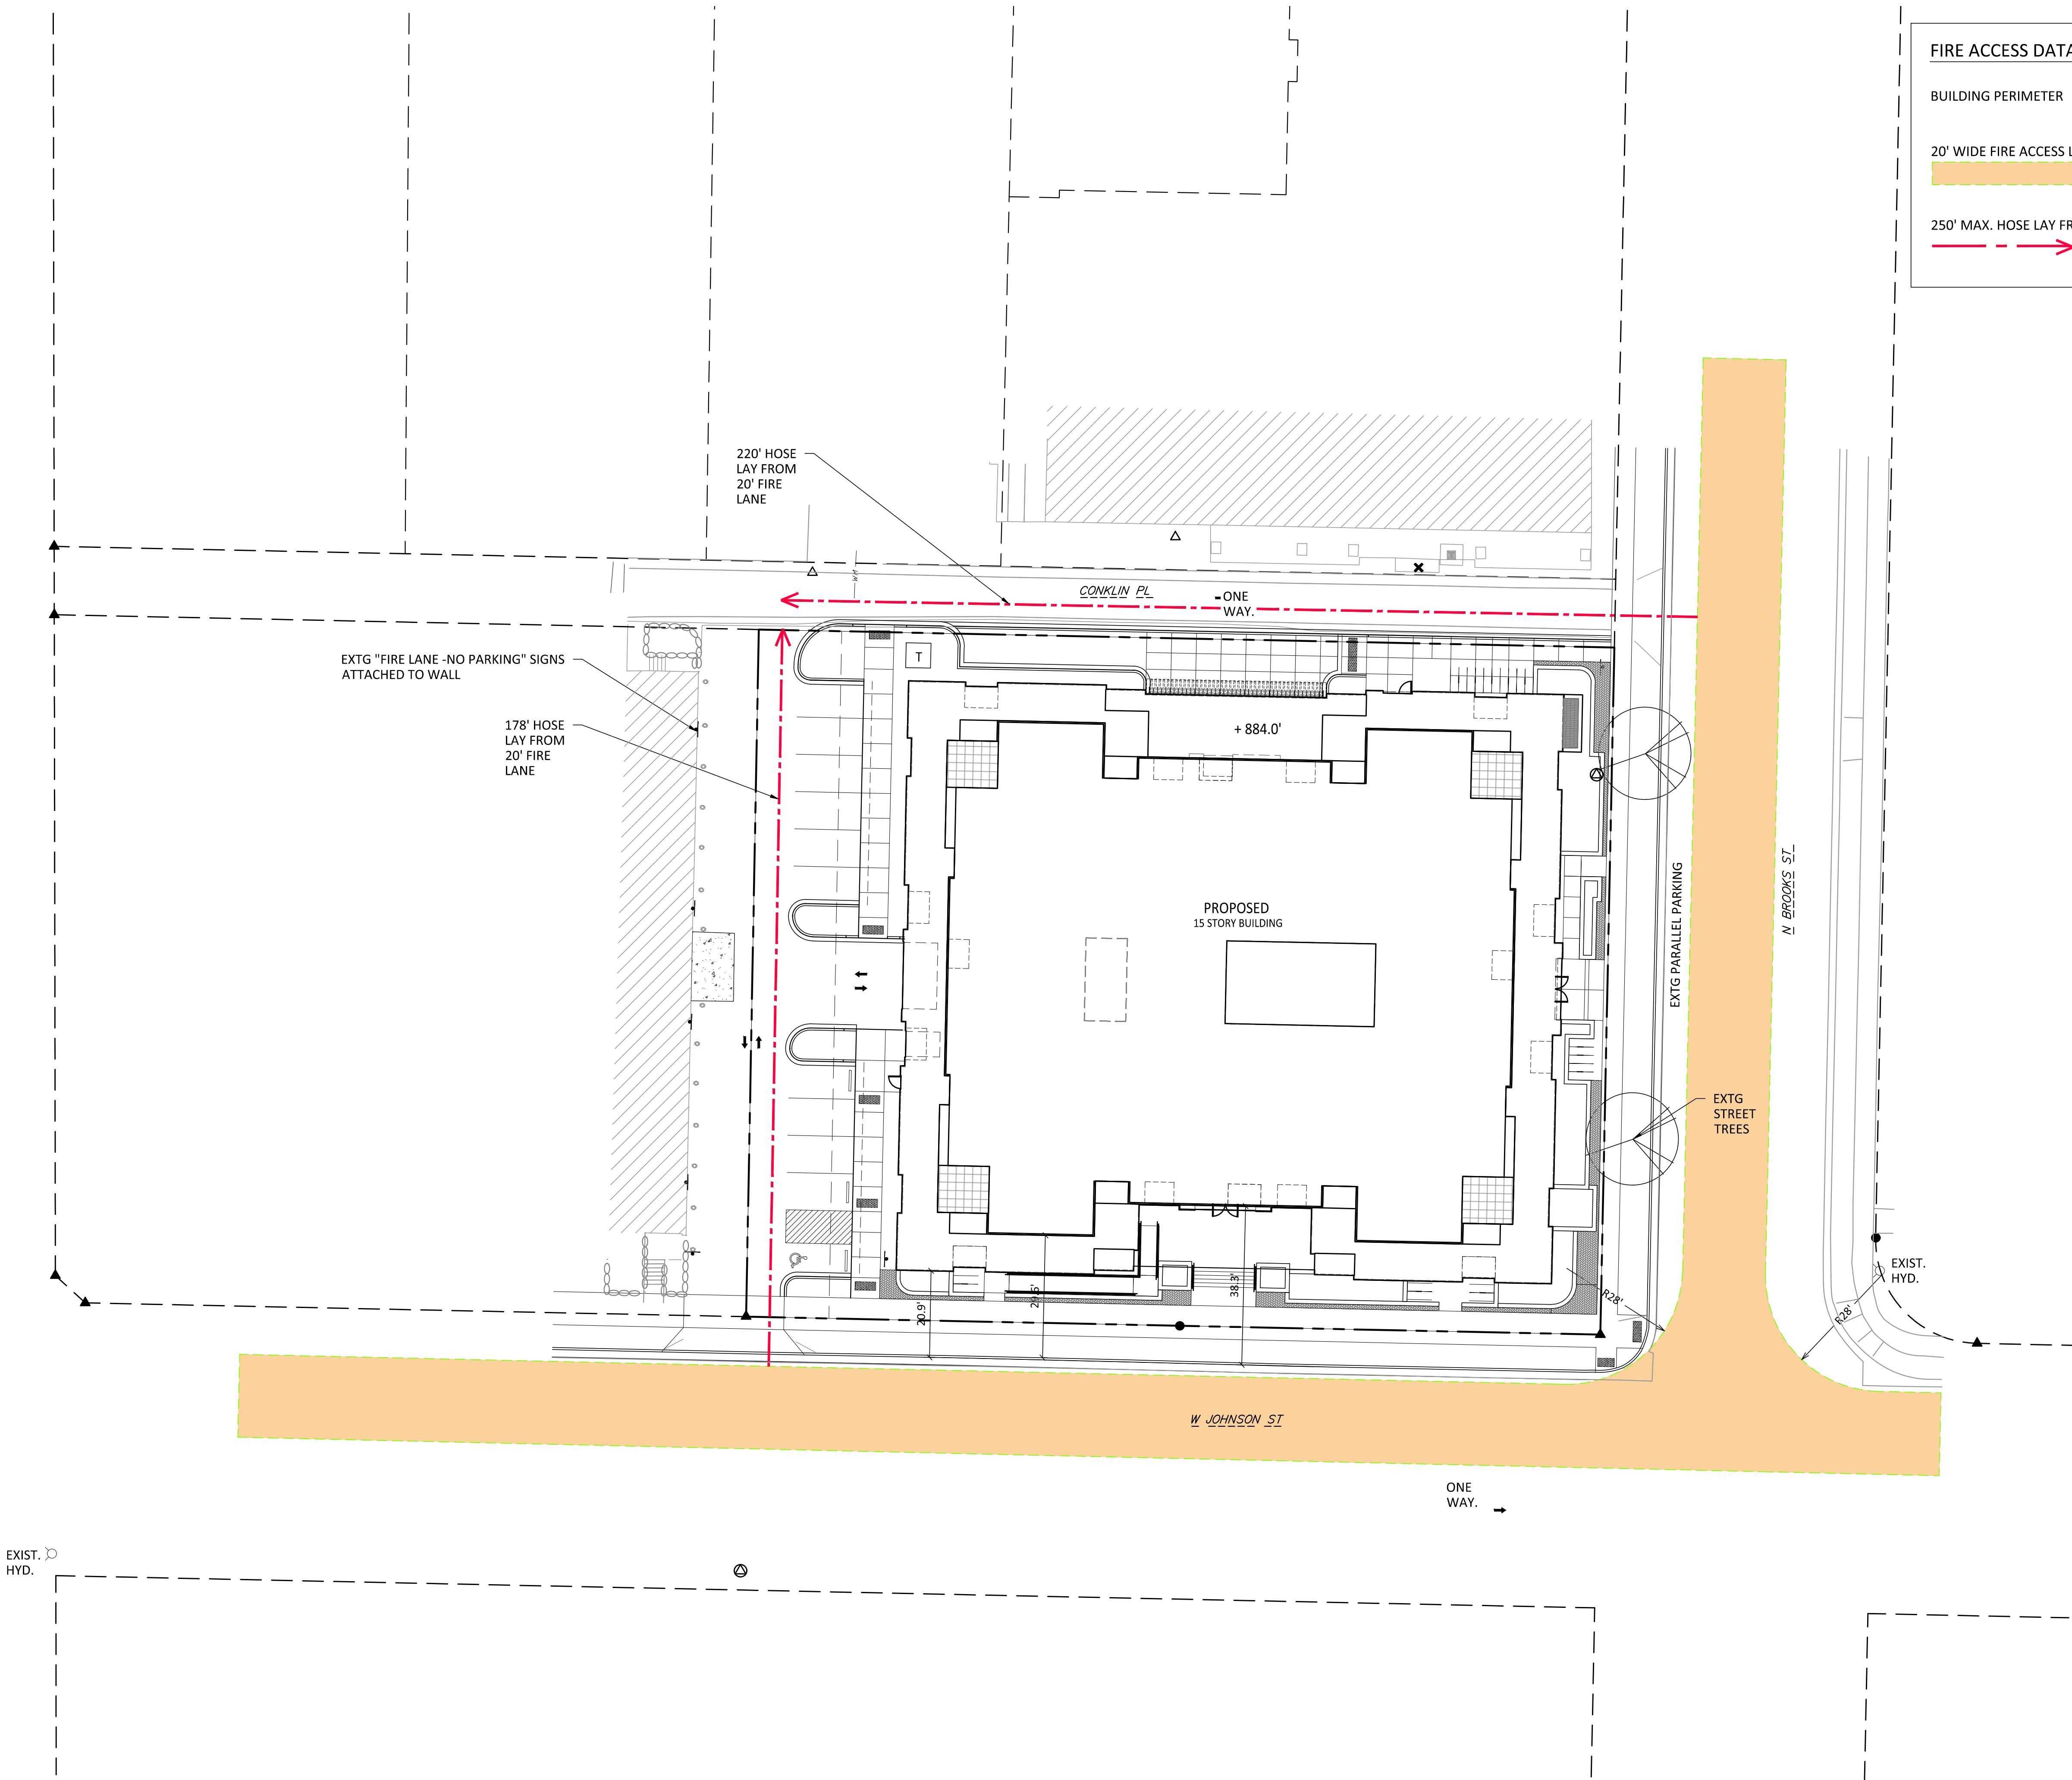 FIRE ACCESS DATA
BUILDING PERIMETER
20' WIDE FIRE ACCESS
250' MAX. HOSE LAY
220' HOSE
LAY FROM
20' FIRE
LANE
CONKLIN PL
ONE
WAY.
WM
EXTG "FIRE LANE -NO PARKING" SIGNS
ATTACHED TO WALL
T
178' HOSE
LAY FROM
20' FIRE
LANE
+ 884.0'
PROPOSED
15 STORY BUILDING
EXTG PARALLEL PARKING
N BROOKS ST
EXTG
STREET
TREES
EXIST.
HYD.
R28'
R28'
20.9'
29.6'
38.3'
W JOHNSON ST
ONE
WAY.
EXIST.
HYD.